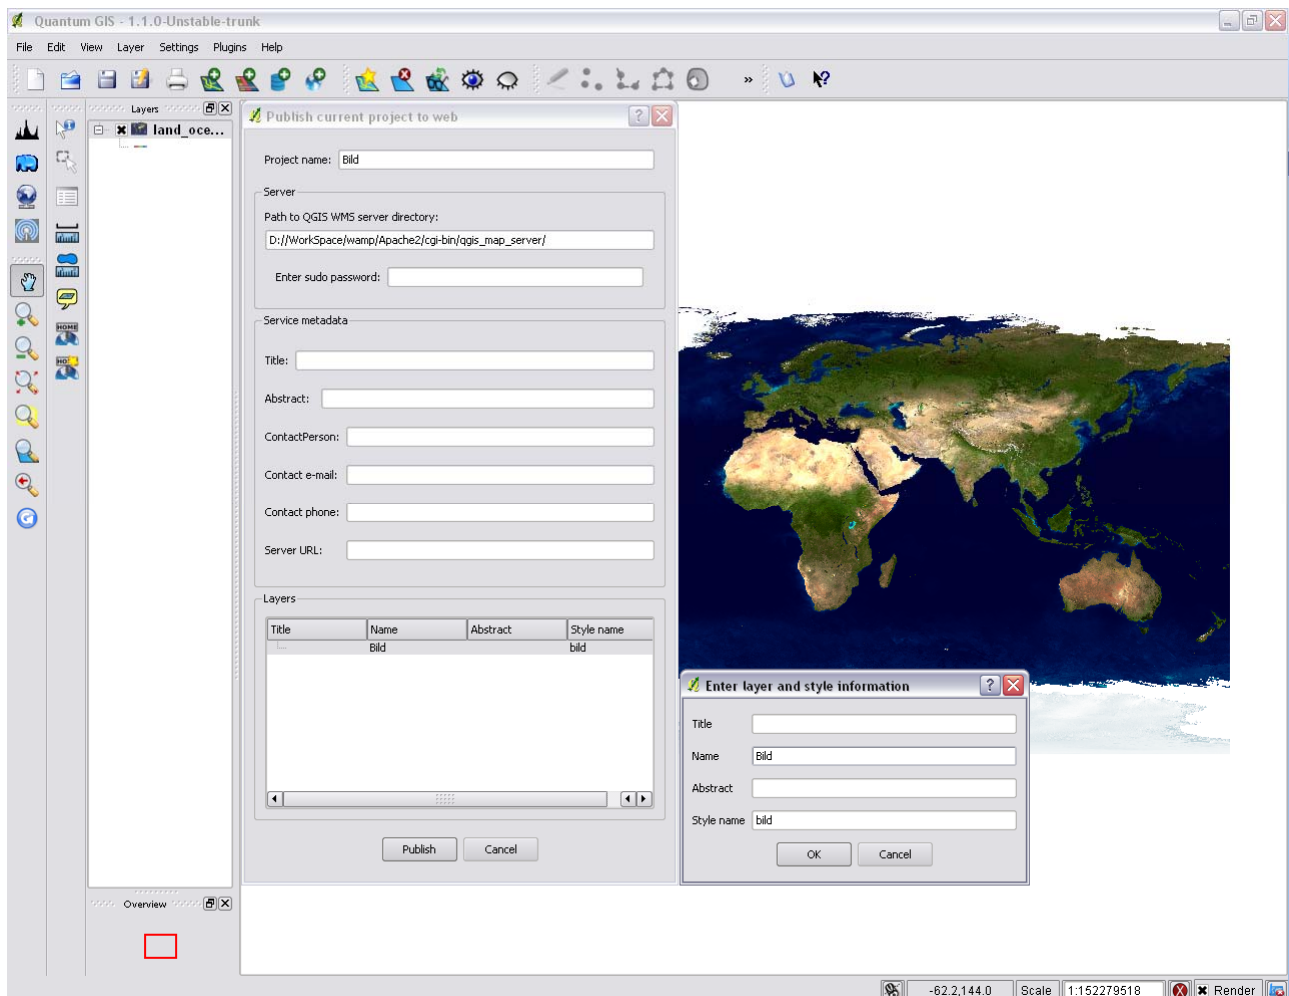 Quantum GIS - 1.1.0-Unstable-trunk
File Edit View Layer Settings Plugins Help
»
Layers
land_oce...
HOME
Overview
Publish current project to web
Project name: Bild
Server
Path to QGIS WMS server directory:
D://WorkSpace/wamp/Apache2/cgi-bin/qgis_map_server/
Enter sudo password:
Service metadata
Title:
Abstract:
ContactPerson:
Contact e-mail:
Contact phone:
Server URL:
Layers
Title Name Abstract Style name
Bild bild
Publish Cancel
Enter layer and style information
Title
Name Bild
Abstract
Style name bild
OK Cancel
-62.2,144.0 Scale 1:152279518 Render